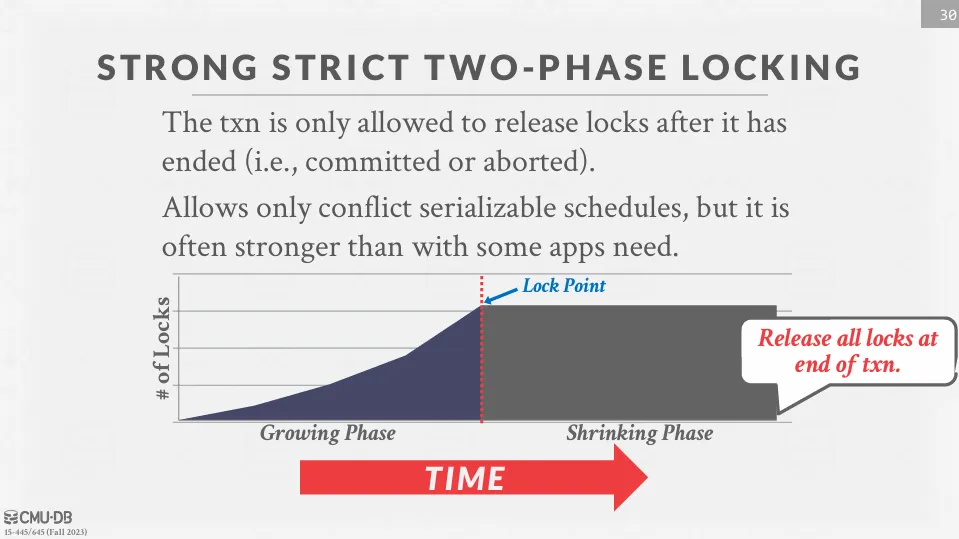 30
STRONG STRICT TWO-PHASE LOCKING
The txn is only allowed to release locks after it has
ended (i.e., committed or aborted).
Allows only conflict serializable schedules, but it is
often stronger than with some apps need.
Lock Point
# of Locks
Release all locks at
end of txn.
Growing Phase
Shrinking Phase
TIME
CMU·DB
15-445/645 (Fall 2023)